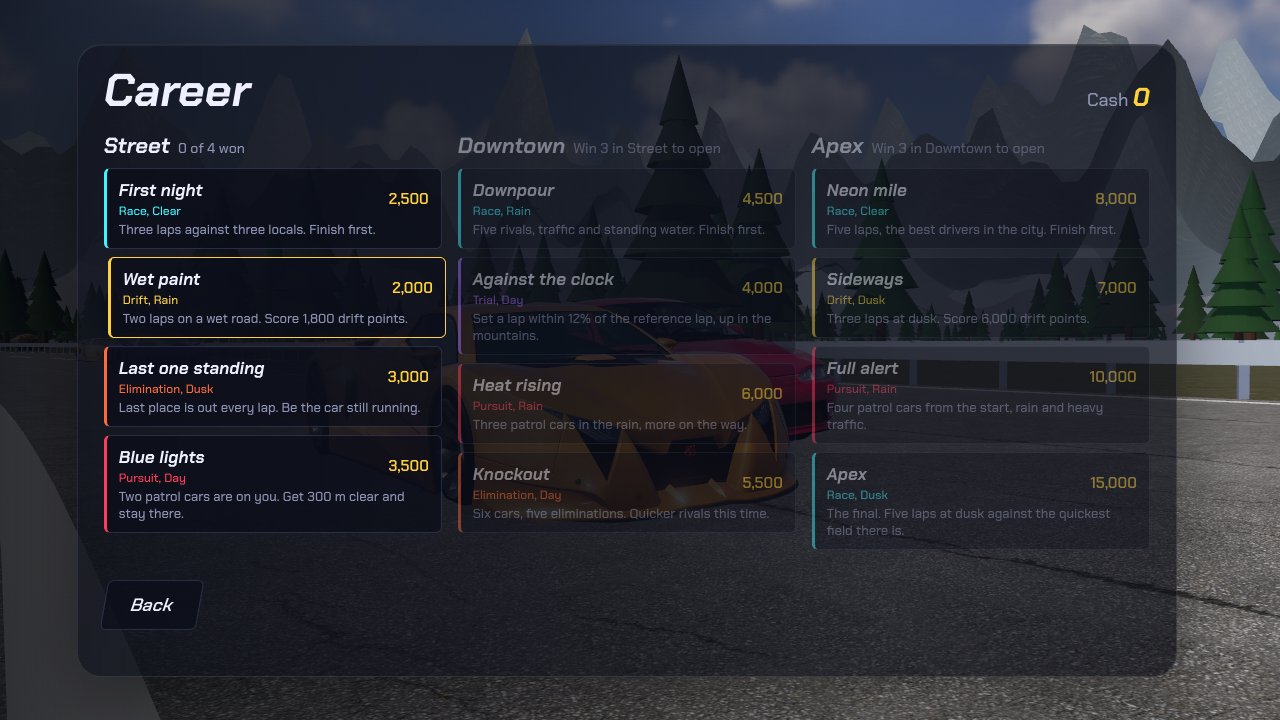 Career
Cash 0
Street 0 of 4 won
First night
2,500
Race, Clear
Three laps against three locals. Finish first.
Wet paint
2,000
Drift, Rain
Two laps on a wet road. Score 1,800 drift points.
Last one standing
3,000
Elimination, Dusk
Last place is out every lap. Be the car still running.
Blue lights
3,500
Pursuit, Day
Two patrol cars are on you. Get 300 m clear and
stay there.
Downtown Win 3 in Street to open
Downpour
4,500
Race, Rain
Five rivals, traffic and standing water. Finish first.
Against the clock
4,000
Trial, Day
Set a lap within 12% of the reference lap, up in the
mountains.
Heat rising
6,000
Pursuit, Rain
Three patrol cars in the rain, more on the way.
Knockout
5,500
Elimination, Day
Six cars, five eliminations. Quicker rivals this time.
Apex Win 3 in Downtown to open
Neon mile
8,000
Race, Clear
Five laps, the best drivers in the city. Finish first.
Sideways
7,000
Drift, Dusk
Three laps at dusk. Score 6,000 drift points.
Full alert
10,000
Pursuit, Rain
Four patrol cars from the start, rain and heavy
traffic.
Apex
15,000
Race, Dusk
The final. Five laps at dusk against the quickest
field there is.
Back